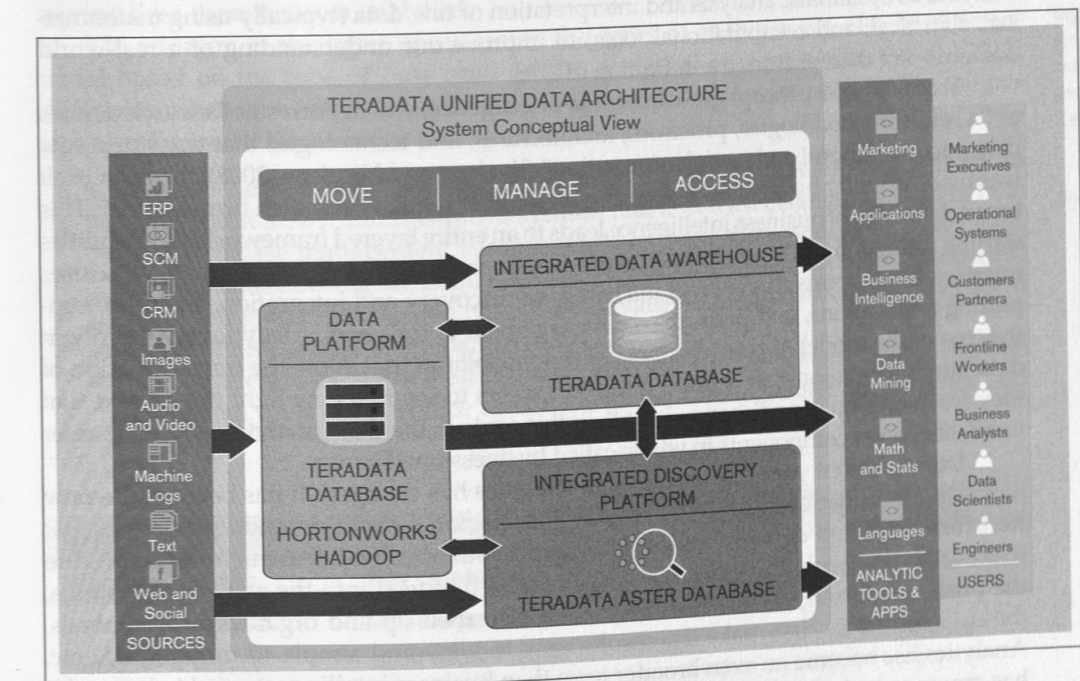 TERADATA UNIFIED DATA ARCHITECTURE
System Conceptual View
MOVE
MANAGE
ACCESS
ERP
SCM
CRM
Images
Audio
and Video
Machine
Logs
Text
Web and
Social
SOURCES
DATA
PLATFORM
TERADATA
DATABASE
HORTONWORKS
HADOOP
INTEGRATED DATA WAREHOUSE
TERADATA DATABASE
INTEGRATED DISCOVERY
PLATFORM
TERADATA ASTER DATABASE
Marketing
Applications
Business
Intelligence
Data
Mining
Math
and Stats
Languages
ANALYTIC
TOOLS &
APPS
Marketing
Executives
Operational
Systems
Customers
Partnera
Frontline
Workers
Business
Analysts
Data
Scientists
Engineers
USERS